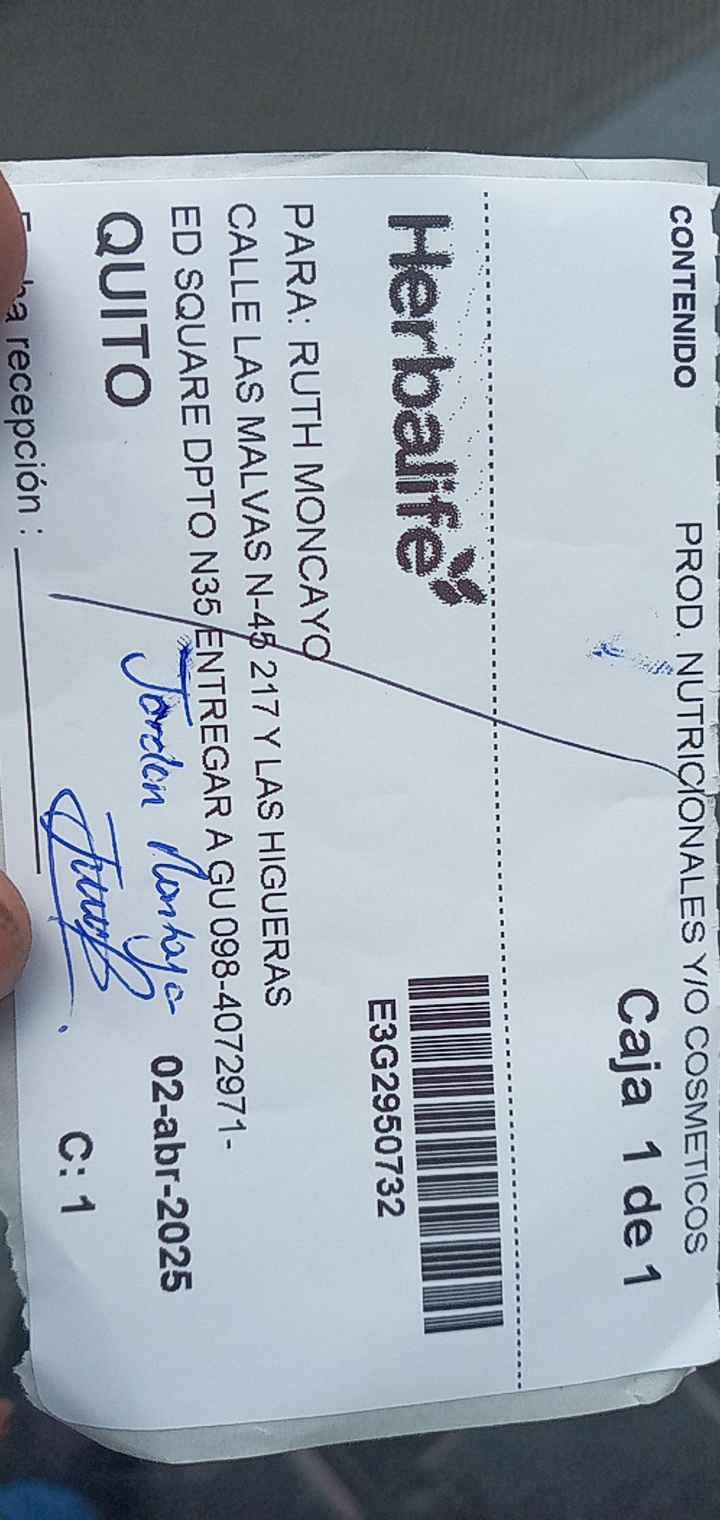 CONTENIDO PROD. NUTRICIONALES Y/O COSMETICOS
Caja 1 de 1
Herbalife
E3G2950732
PARA: RUTH MONCAYO
CALLE LAS MALVAS N-45 217 Y LAS HIGUERAS
ED SQUARE DPTO N35 ENTREGAR A GU 098-4072971-
QUITO 02-abr-2025
Jordan
recepción :
C: 1